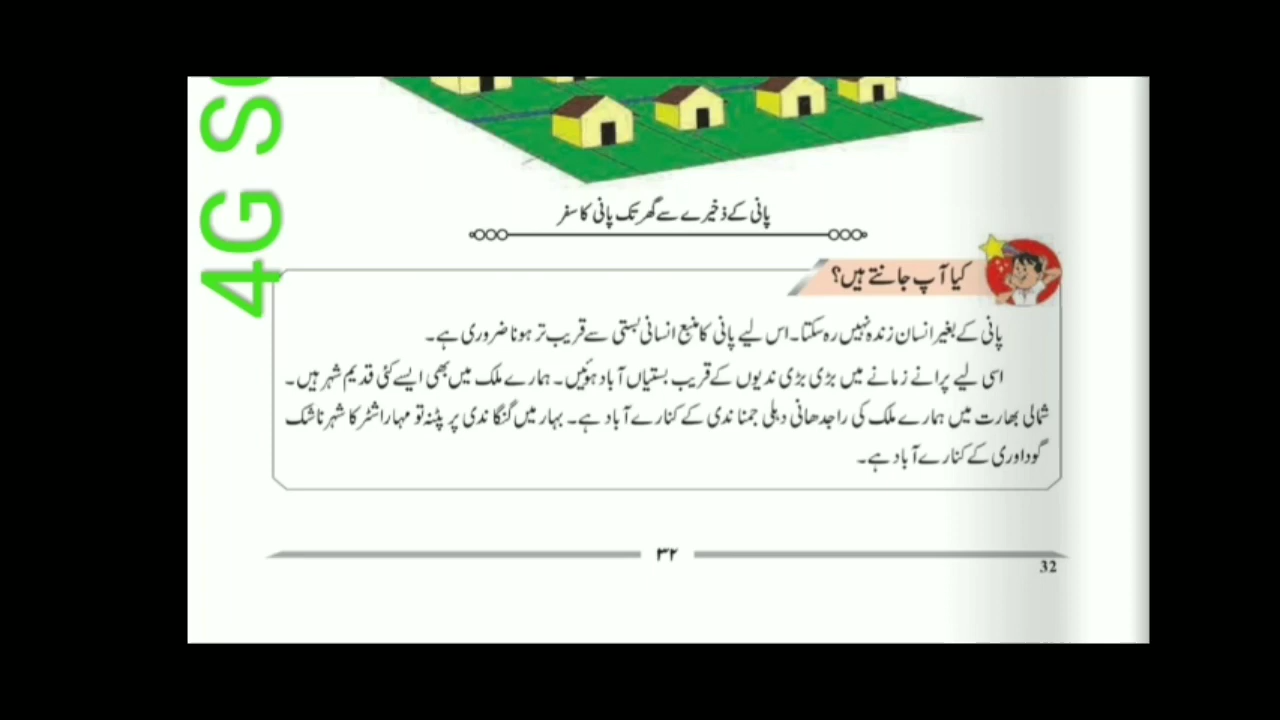 4G S
پانی کے ذخیرے سے گھر تک پانی کا سفر
کیا آپ جانتے ہیں؟
پانی کے بغیر انسان زندہ نہیں رہ سکتا۔ اس لیے پانی کا منبع انسانی بستی سے قریب تر ہونا ضروری ہے۔
اسی لیے پرانے زمانے میں بڑی بڑی ندیوں کے قریب بستیاں آباد ہوئیں۔ ہمارے ملک میں بھی ایسے کئی قدیم شہر ہیں۔
شمالی بھارت میں ہمارے ملک کی راجدھانی دہلی جمنا ندی کے کنارے آباد ہے۔ بہار میں گنگا ندی پر پٹنہ تو مہاراشٹر کا شہر ناشک
گوداوری کے کنارے آباد ہے۔
۳۲
32